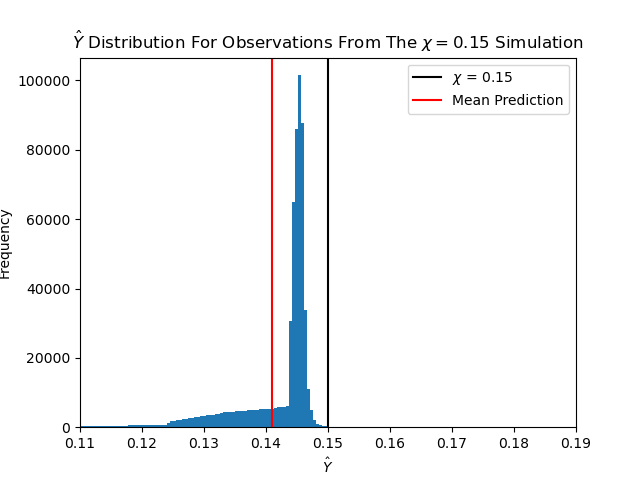 Ŷ Distribution For Observations From The χ = 0.15 Simulation
χ = 0.15
Mean Prediction
Frequency
100000
80000
60000
40000
20000
0
0.11 0.12 0.13 0.14 0.15 0.16 0.17 0.18 0.19
Ŷ